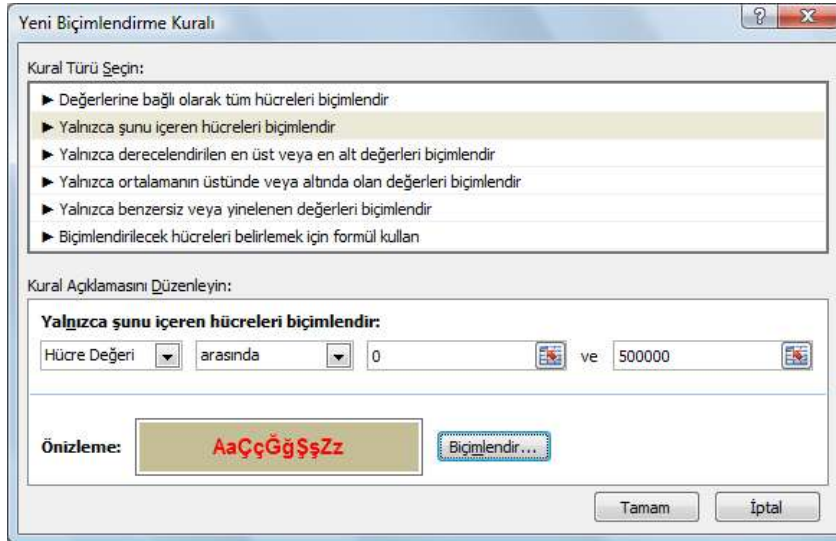 Yeni Biçimlendirme Kuralı
Kural Türü Seçin:
► Değerlerine bağlı olarak tüm hücreleri biçimlendir
► Yalnızca şunu içeren hücreleri biçimlendir
► Yalnızca derecelendirilen en üst veya en alt değerleri biçimlendir
► Yalnızca ortalamanın üstünde veya altında olan değerleri biçimlendir
► Yalnızca benzersiz veya yinelenen değerleri biçimlendir
► Biçimlendirilecek hücreleri belirlemek için formül kullan
Kural Açıklamasını Düzenleyin:
Yalnızca şunu içeren hücreleri biçimlendir:
Hücre Değeri arasında 0 ve 500000
Önizleme: AaÇçĞğŞşZz Biçimlendir...
Tamam İptal